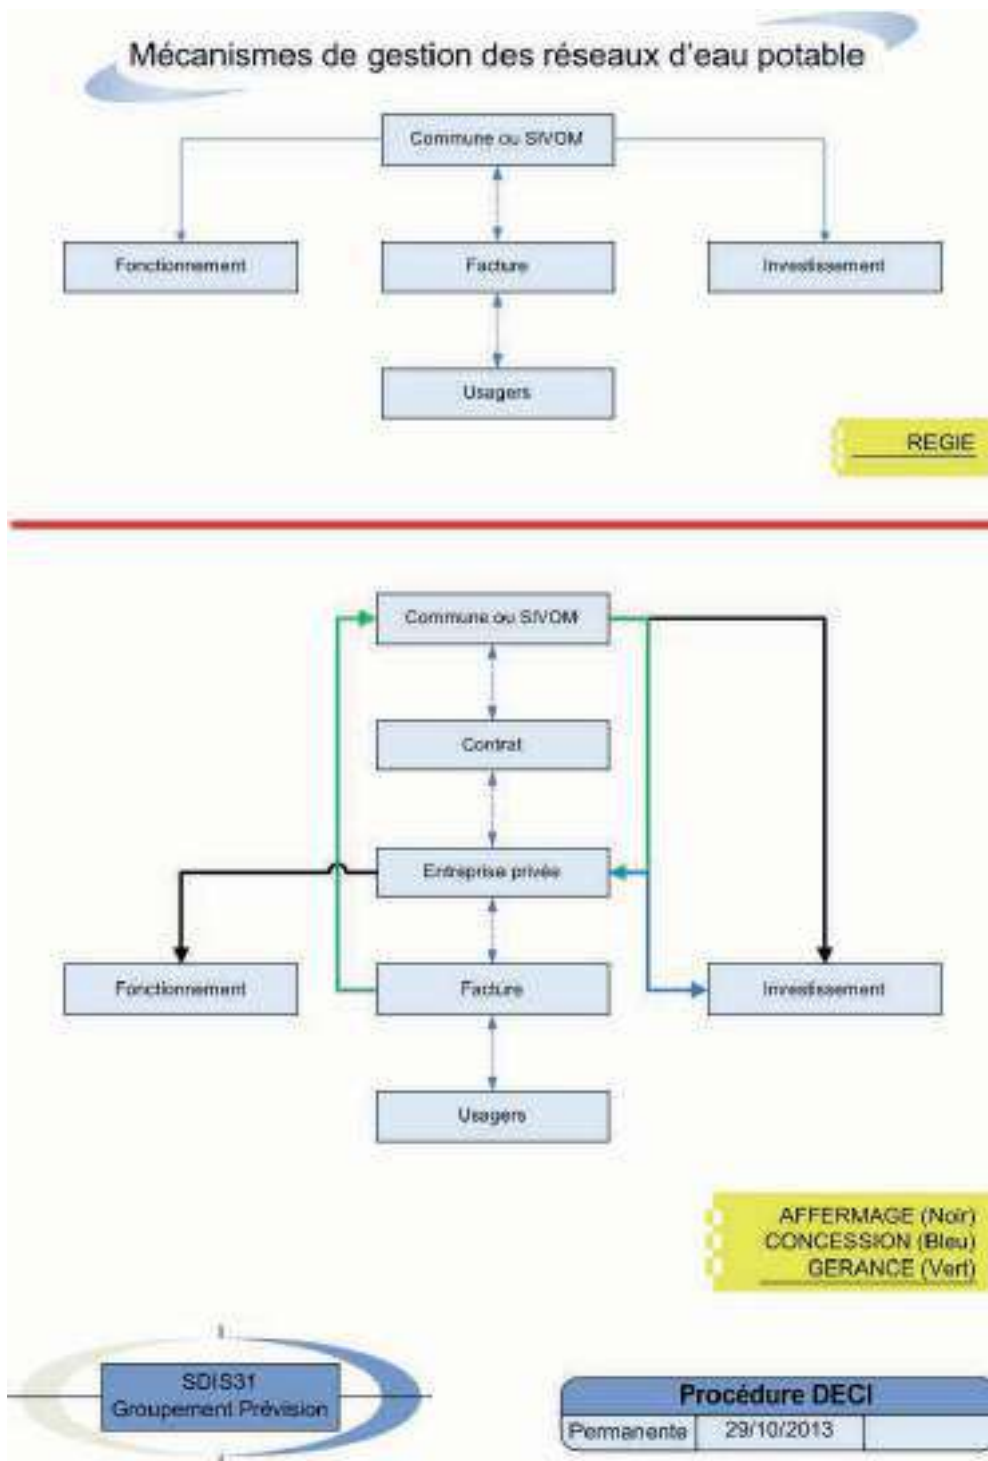 Mécanismes de gestion des réseaux d'eau potable
Commune ou SIVOM
Fonctionnement
Facture
Investissement
Usagers
REGIE
Commune ou SIVOM
Contrat
Entreprise privée
Fonctionnement
Facture
Investissement
Usagers
AFFERMAGE (Noir)
CONCESSION (Bleu)
GERANCE (Vert)
SDIS31
Groupement Prévision
Procédure DECI
Permanente 29/10/2013